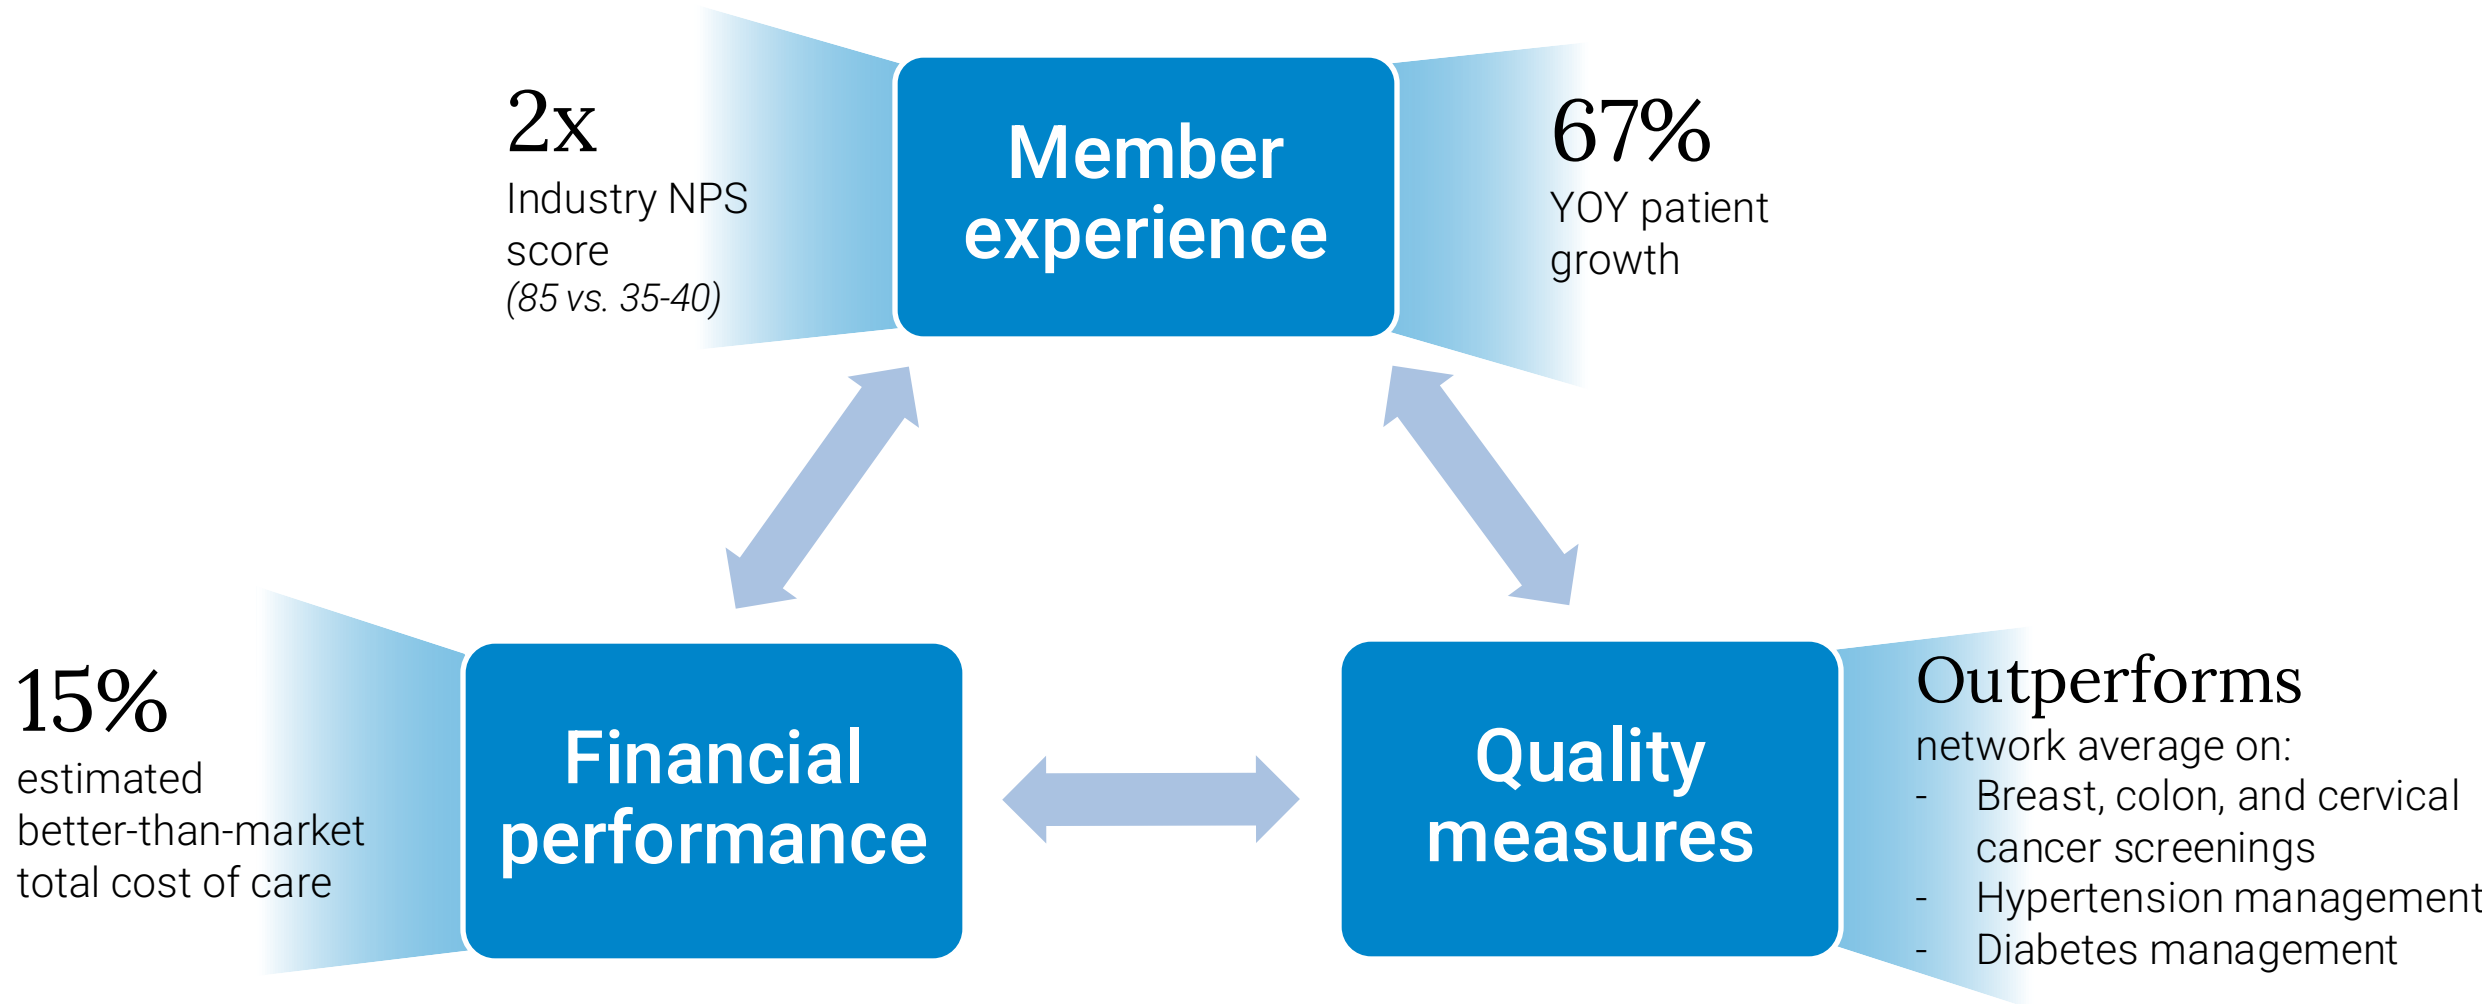 2x
Industry NPS
score
(85 vs. 35-40)
Member
experience
67%
YOY patient
growth
15%
estimated
better-than-market
total cost of care
Financial
performance
Quality
measures
Outperforms
network average on:
- Breast, colon, and cervical
cancer screenings
- Hypertension management
- Diabetes management